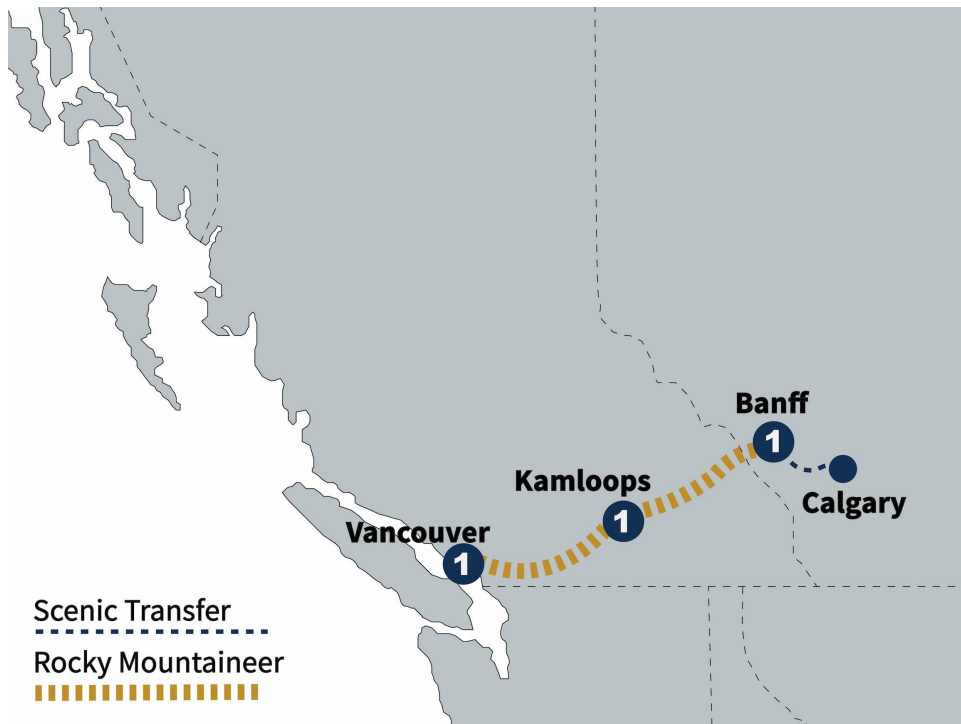 Banff
1
Kamloops
1
Calgary
Vancouver
1
Scenic Transfer
Rocky Mountaineer